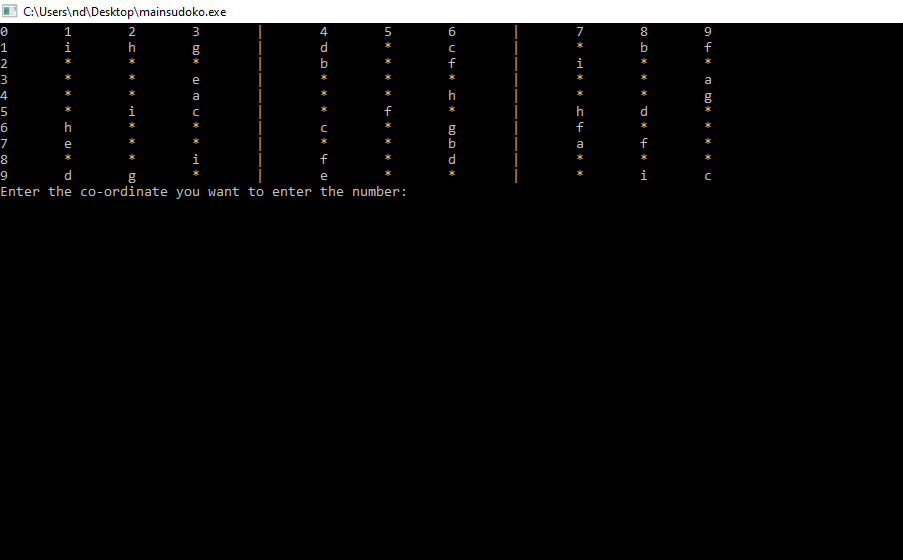 C:\Users\nd\Desktop\mainsudoko.exe
0 1 2 3 | 4 5 6 | 7 8 9
1 i h g | d * c | * b f
2 * * * | b * f | i * *
3 * * e | * * * | * * a
4 * * a | * * h | * * g
5 * i c | * f * | h d *
6 h * * | c * g | f * *
7 e * * | * * b | a f *
8 * * i | f * d | * * *
9 d g * | e * * | * i c
Enter the co-ordinate you want to enter the number: